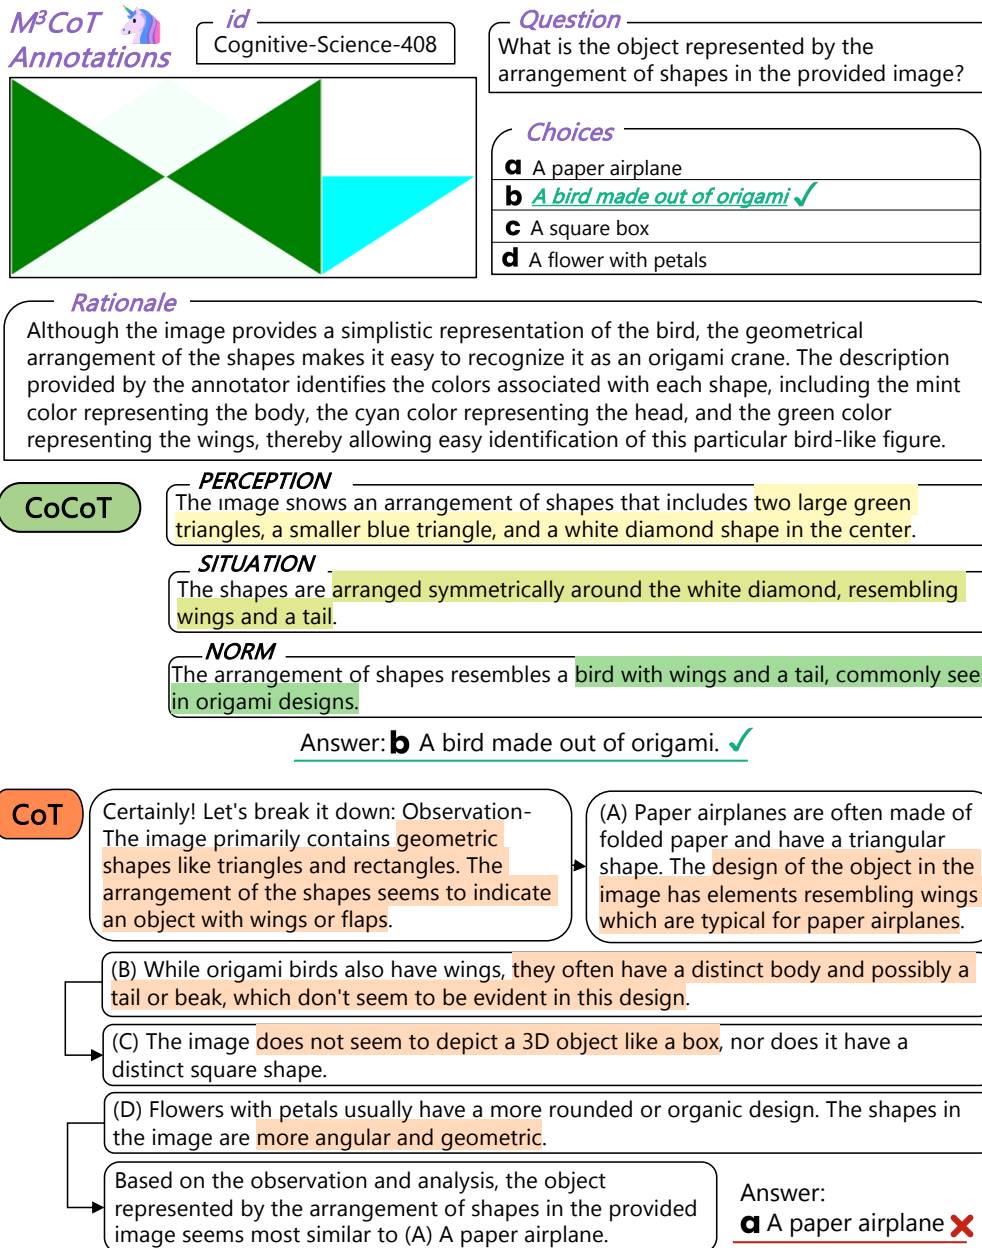 M³CoT
Annotations
id
Cognitive-Science-408
Question
What is the object represented by the
arrangement of shapes in the provided image?
Choices
a A paper airplane
b A bird made out of origami ✓
c A square box
d A flower with petals
Rationale
Although the image provides a simplistic representation of the bird, the geometrical
arrangement of the shapes makes it easy to recognize it as an origami crane. The description
provided by the annotator identifies the colors associated with each shape, including the mint
color representing the body, the cyan color representing the head, and the green color
representing the wings, thereby allowing easy identification of this particular bird-like figure.
CoCoT
PERCEPTION
The image shows an arrangement of shapes that includes two large green
triangles, a smaller blue triangle, and a white diamond shape in the center.
SITUATION
The shapes are arranged symmetrically around the white diamond, resembling
wings and a tail.
NORM
The arrangement of shapes resembles a bird with wings and a tail, commonly see
in origami designs.
Answer: b A bird made out of origami. ✓
CoT
Certainly! Let's break it down: Observation-
The image primarily contains geometric
shapes like triangles and rectangles. The
arrangement of the shapes seems to indicate
an object with wings or flaps.
(A) Paper airplanes are often made of
folded paper and have a triangular
shape. The design of the object in the
image has elements resembling wings
which are typical for paper airplanes.
(B) While origami birds also have wings, they often have a distinct body and possibly a
tail or beak, which don't seem to be evident in this design.
(C) The image does not seem to depict a 3D object like a box, nor does it have a
distinct square shape.
(D) Flowers with petals usually have a more rounded or organic design. The shapes in
the image are more angular and geometric.
Based on the observation and analysis, the object
represented by the arrangement of shapes in the provided
image seems most similar to (A) A paper airplane.
Answer:
a A paper airplane ✗